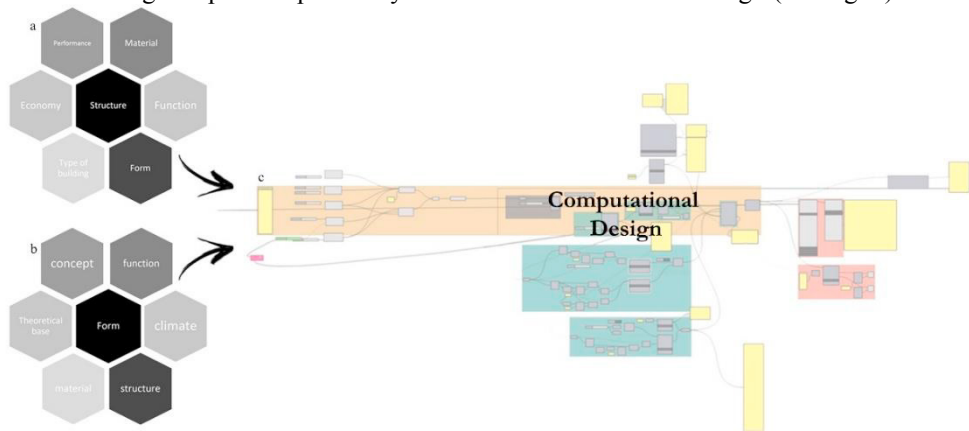 a
Performance
Material
Economy
Structure
Function
Type of
building
Form
b
concept
function
Theoretical
base
Form
climate
material
structure
c
Computational
Design